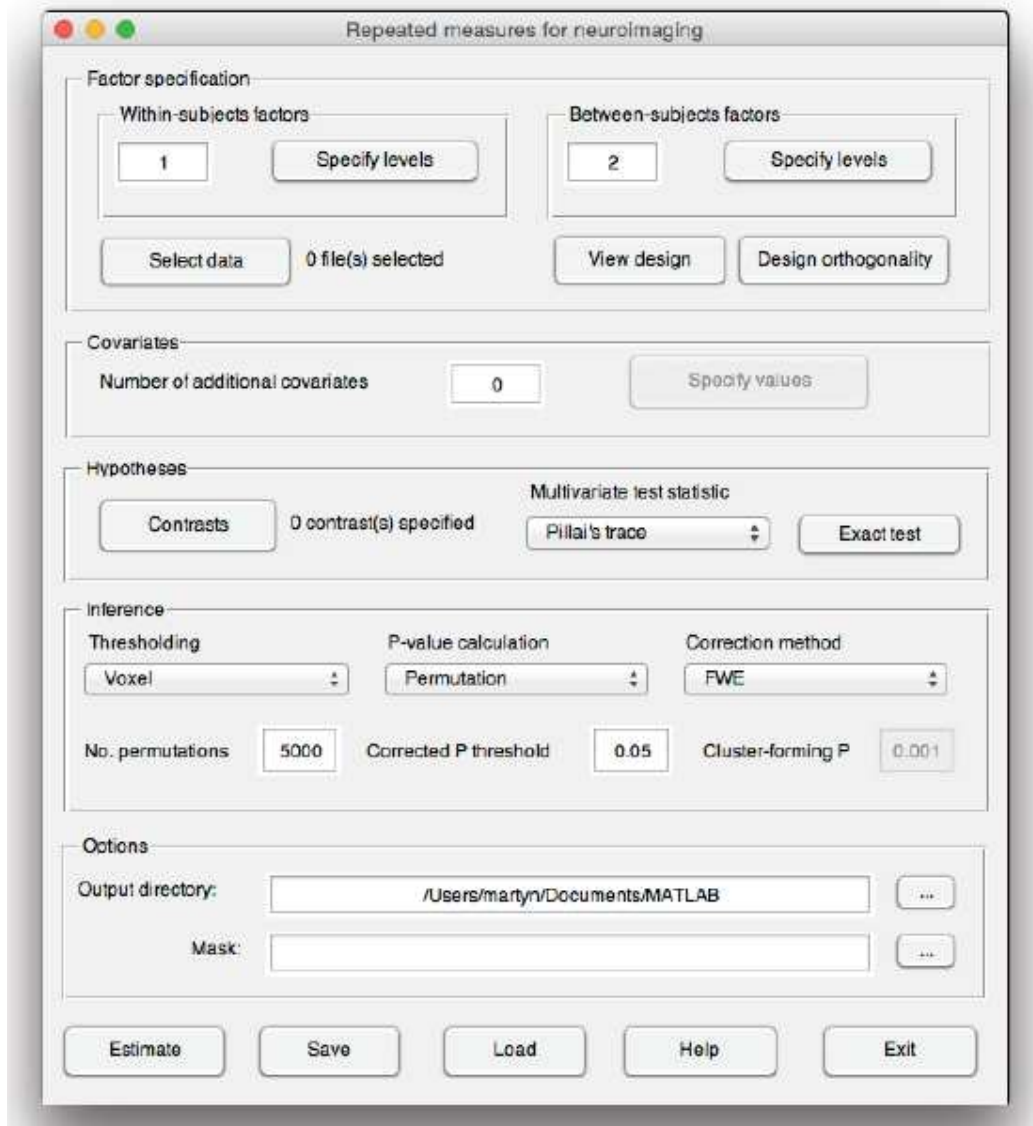 Repeated measures for neuroimaging
Factor specification
Within-subjects factors
1
Specify levels
Between-subjects factors
2
Specify levels
Select data
0 file(s) selected
View design
Design orthogonality
Covariates
Number of additional covariates
0
Specify values
Hypotheses
Contrasts
0 contrast(s) specified
Multivariate test statistic
Pillai's trace
Exact test
Inference
Thresholding
Voxel
P-value calculation
Permutation
Correction method
FWE
No. permutations
5000
Corrected P threshold
0.05
Cluster-forming P
0.001
Options
Output directory:
/Users/martyn/Documents/MATLAB
...
Mask:
...
Estimate
Save
Load
Help
Exit